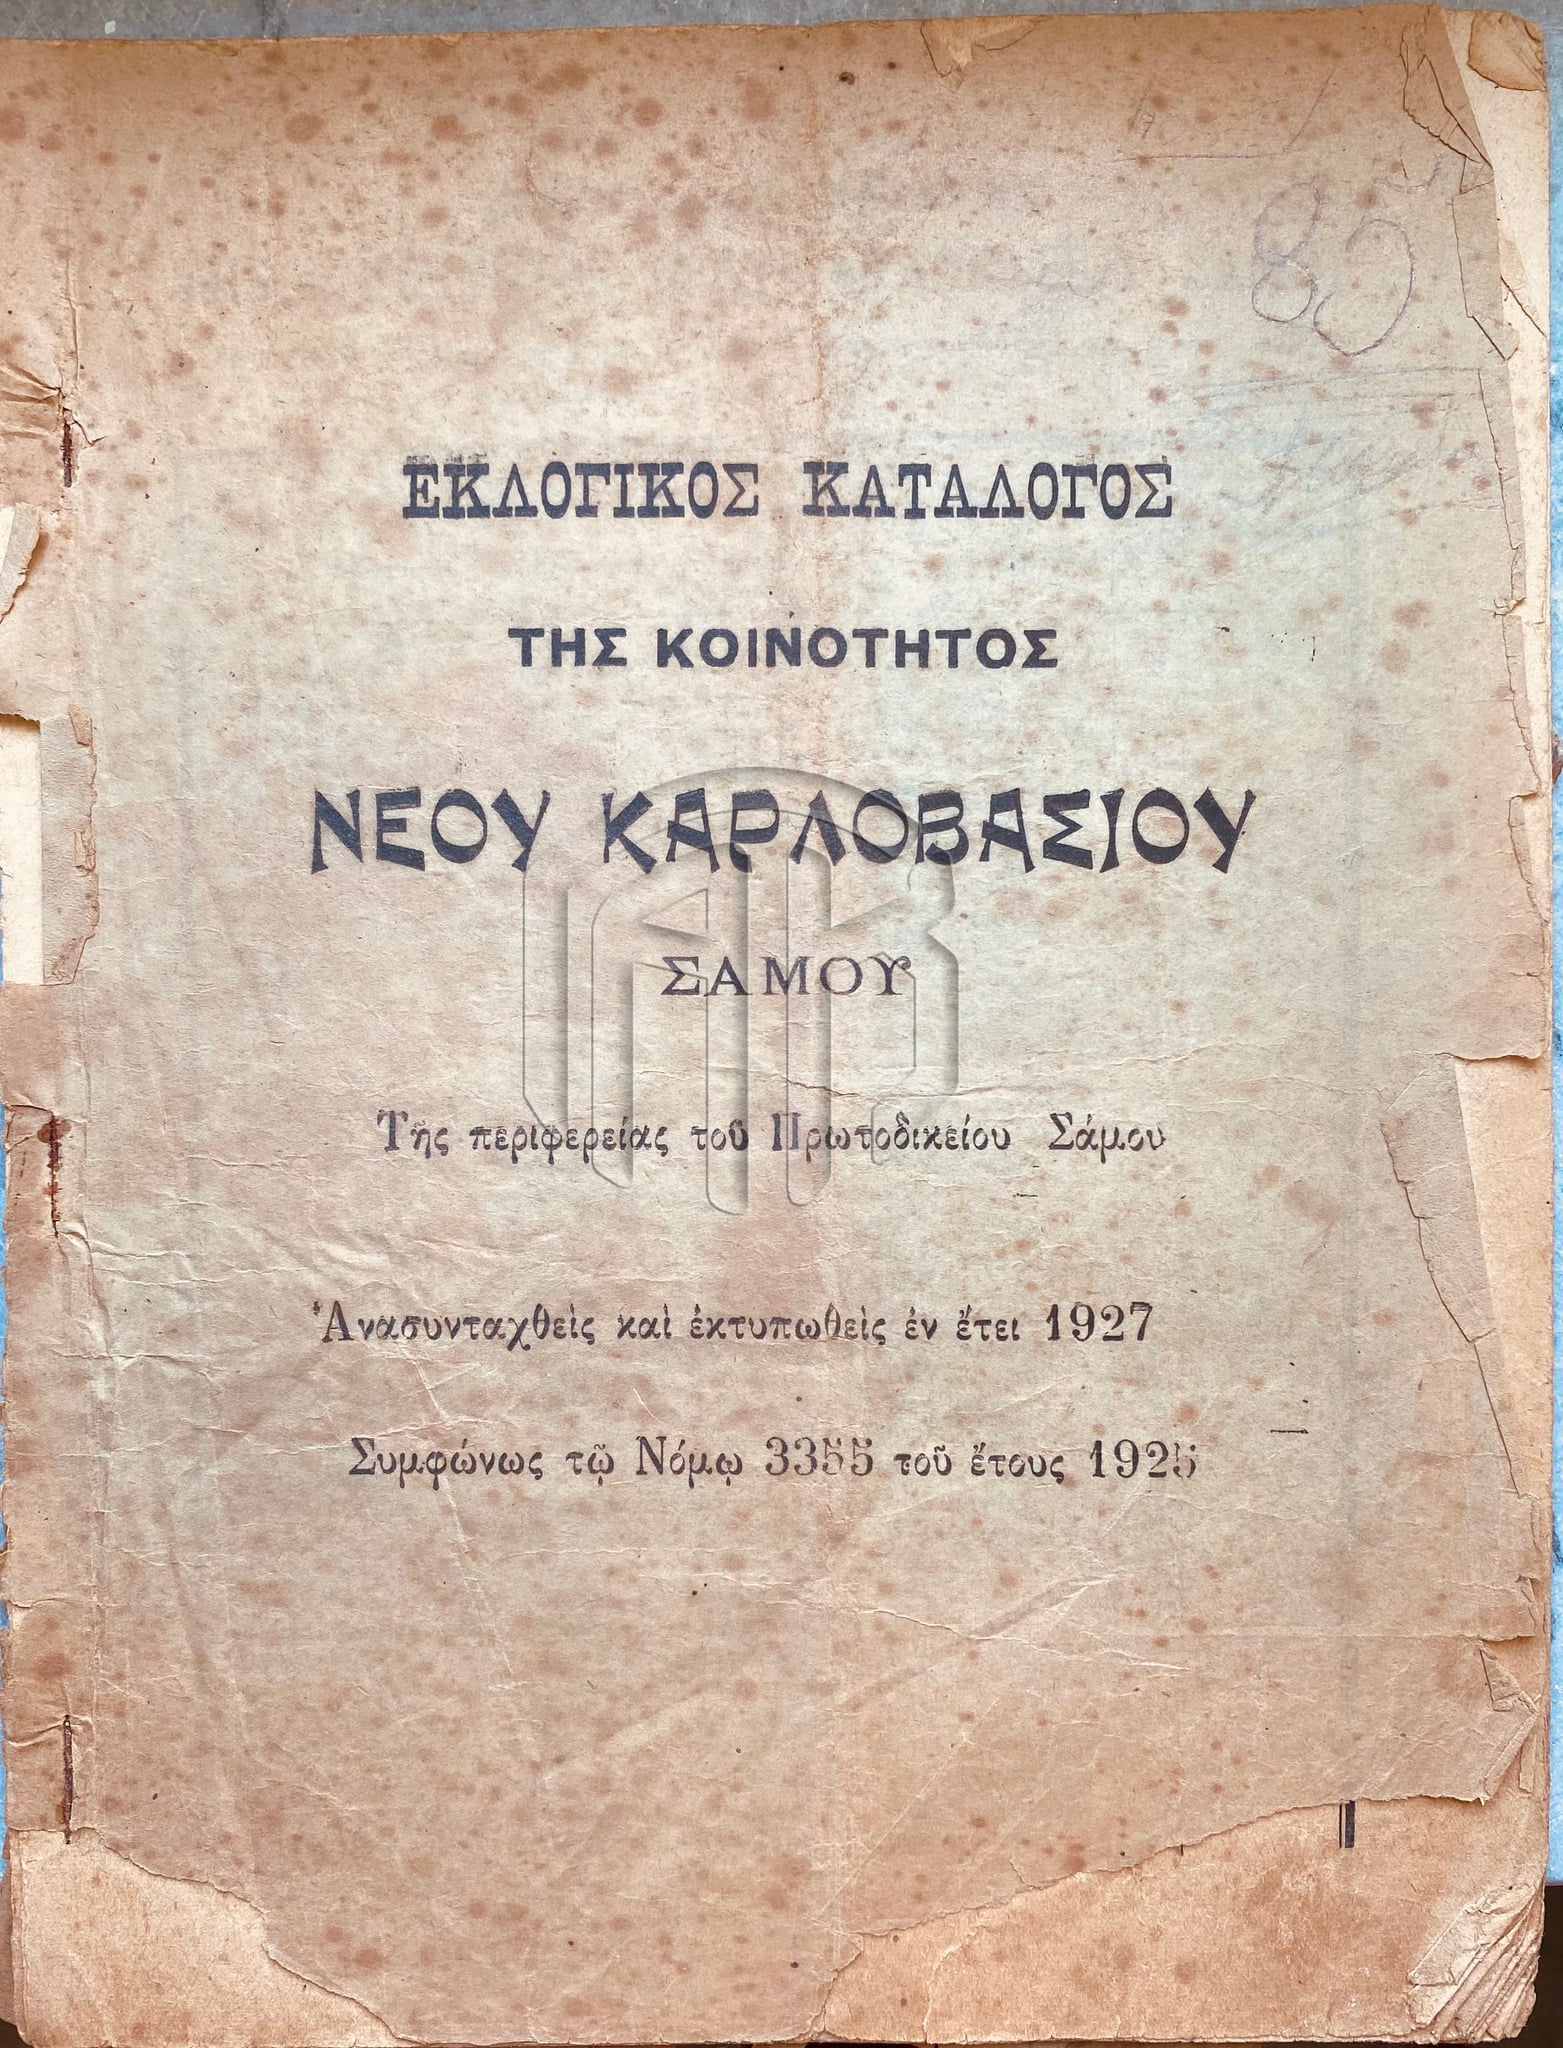 85
ΕΚΛΟΓΙΚΟΣ ΚΑΤΑΛΟΓΟΣ
ΤΗΣ ΚΟΙΝΟΤΗΤΟΣ
ΝΕΟΥ ΚΑΡΛΟΒΑΣΙΟΥ
ΣΑΜΟΥ
Τῆς περιφερείας τοῦ Πρωτοδικείου Σάμου
Ἀνασυνταχθεὶς καὶ ἐκτυπωθεὶς ἐν ἔτει 1927
Συμφώνως τῷ Νόμῳ 3355 τοῦ ἔτους 1925